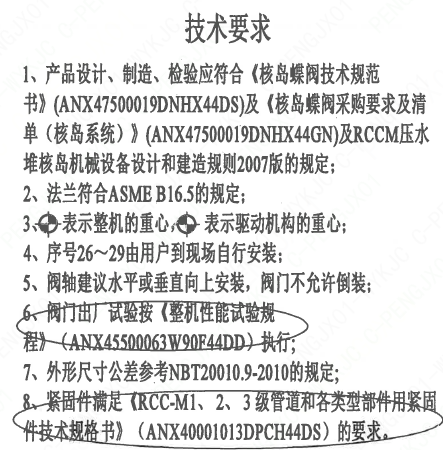 技术要求
1、产品设计、制造、检验应符合《核岛蝶阀技术规范
书》(ANX47500019DNHX44DS)及《核岛蝶阀采购要求及清
单（核岛系统）》(ANX47500019DNHX44GN)及RCCM压水
堆核岛机械设备设计和建造规则2007版的规定；
2、法兰符合ASME B16.5的规定；
3、表示整机的重心，表示驱动机构的重心；
4、序号26～29由用户到现场自行安装；
5、阀轴建议水平或垂直向上安装，阀门不允许倒装；
6、阀门出厂试验按《整机性能试验规
程》（ANX45500063W90F44DD）执行；
7、外形尺寸公差参考NBT20010.9-2010的规定；
8、紧固件满足《RCC-M1、2、3级管道和各类型部件用紧固
件技术规格书》（ANX40001013DPCH44DS）的要求。